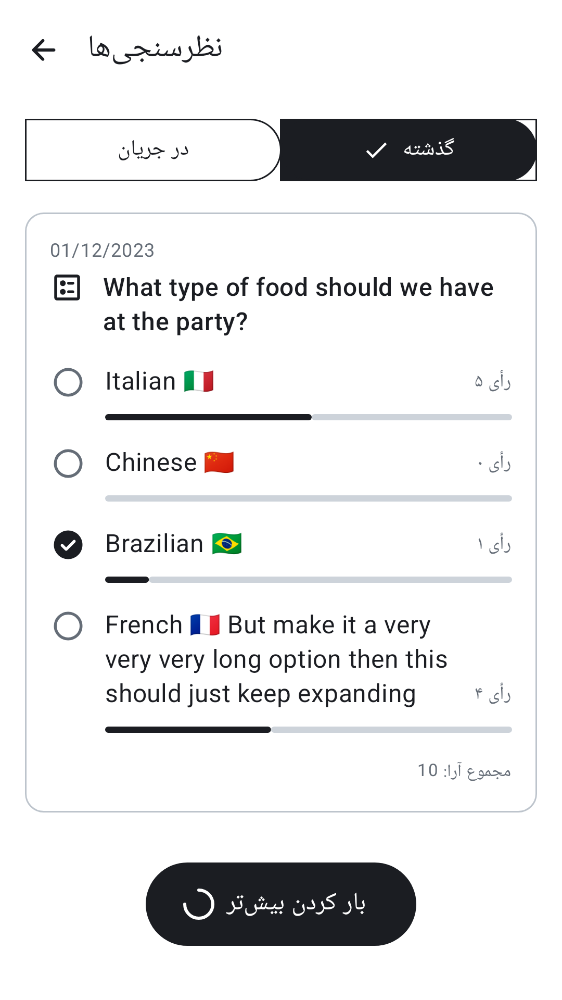 نظرسنجی‌ها
در جریان
گذشته
01/12/2023
What type of food should we have
at the party?
Italian 🇮🇹
۵ رأی
Chinese 🇨🇳
۰ رأی
Brazilian 🇧🇷
۱ رأی
French 🇫🇷 But make it a very
very very long option then this
should just keep expanding
۴ رأی
مجموع آرا: 10
بار کردن بیش‌تر